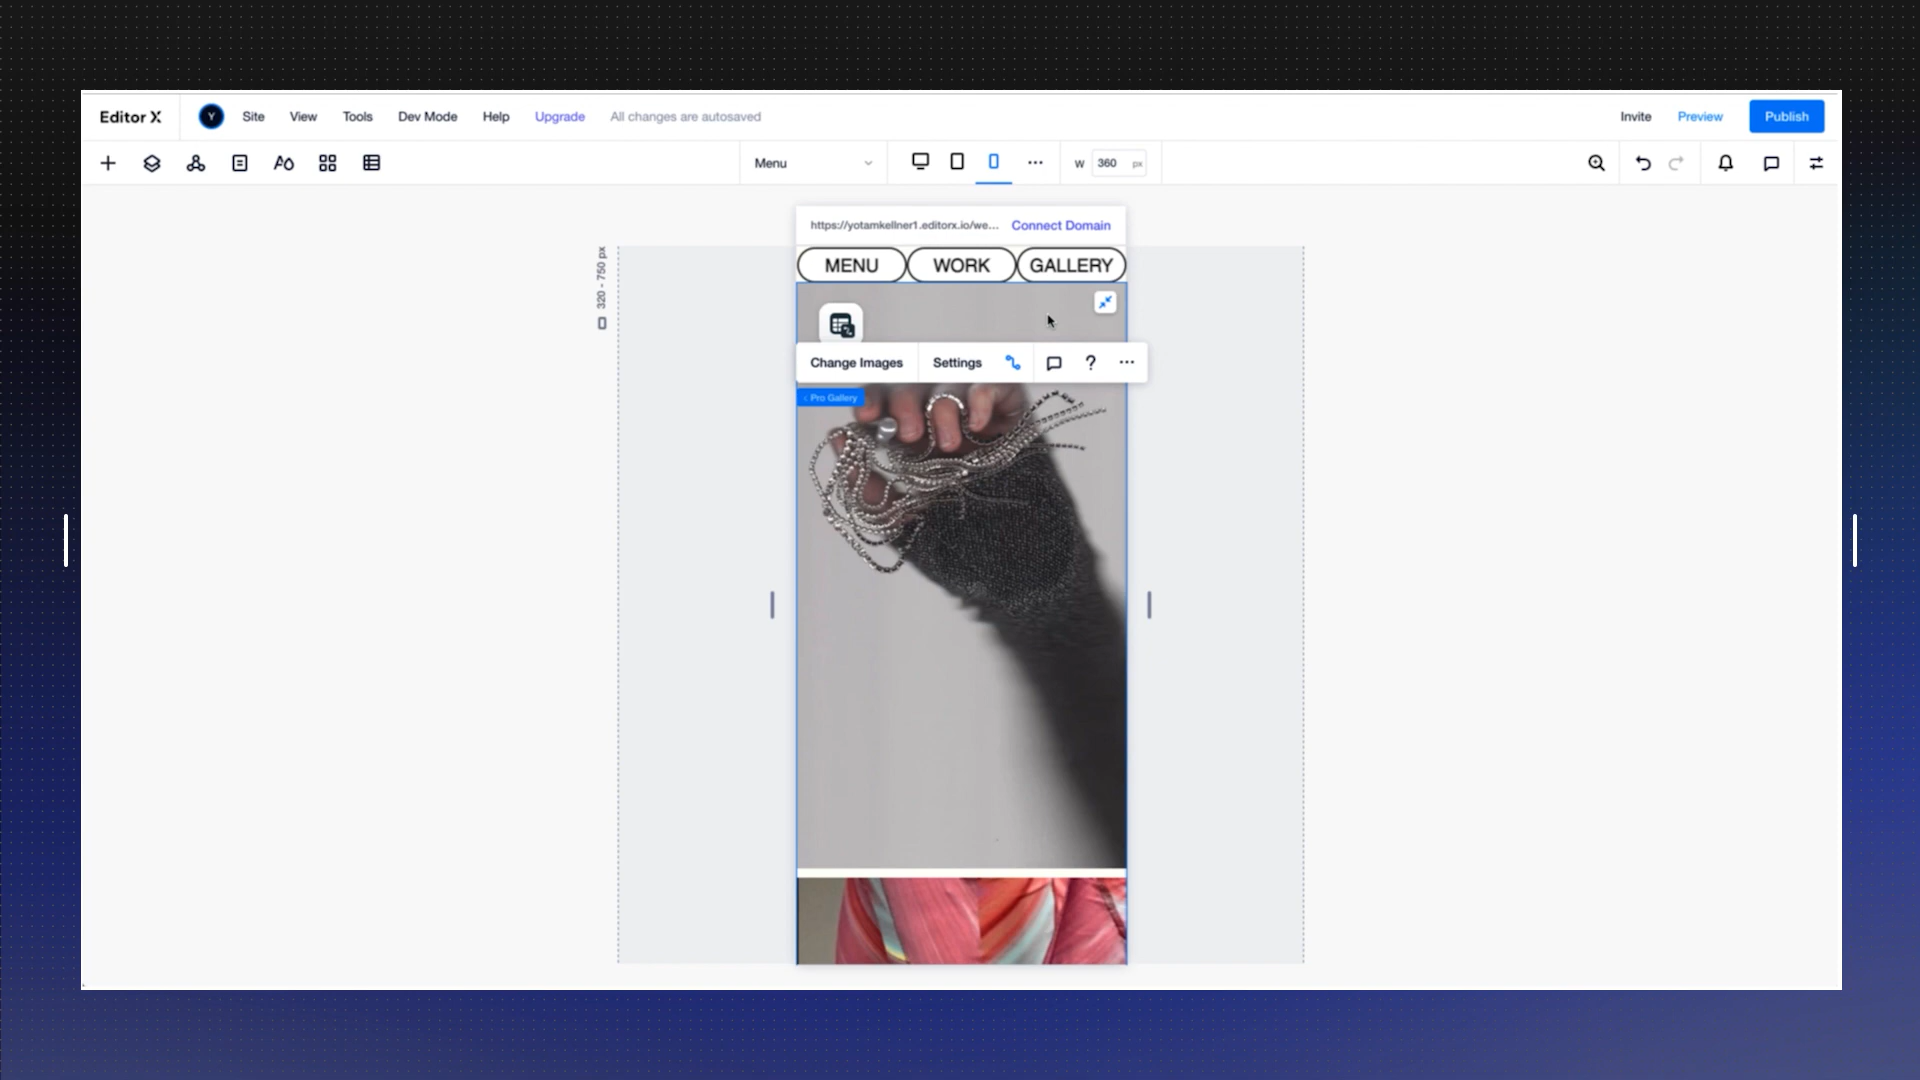 Editor X Y Site View Tools Dev Mode Help Upgrade All changes are autosaved Invite Preview Publish
Menu W 360 px
https://yotamkellner1.editorx.io/we... Connect Domain
320 - 750 px
MENU WORK GALLERY
Change Images Settings ? ...
< Pro Gallery